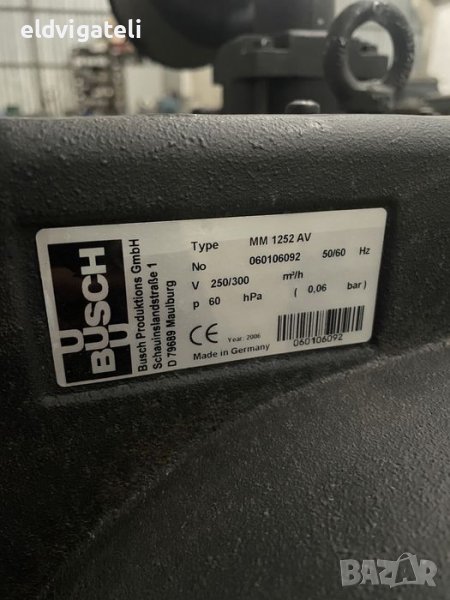 eldvigateli
BUSCH
Busch Produktions GmbH
Schauinslandstraße 1
D 79689 Maulburg
Type MM 1252 AV
No 060106092 50/60 Hz
V 250/300 m³/h
p 60 hPa ( 0,06 bar )
CE Year 2006
Made in Germany
060106092
BAZAR